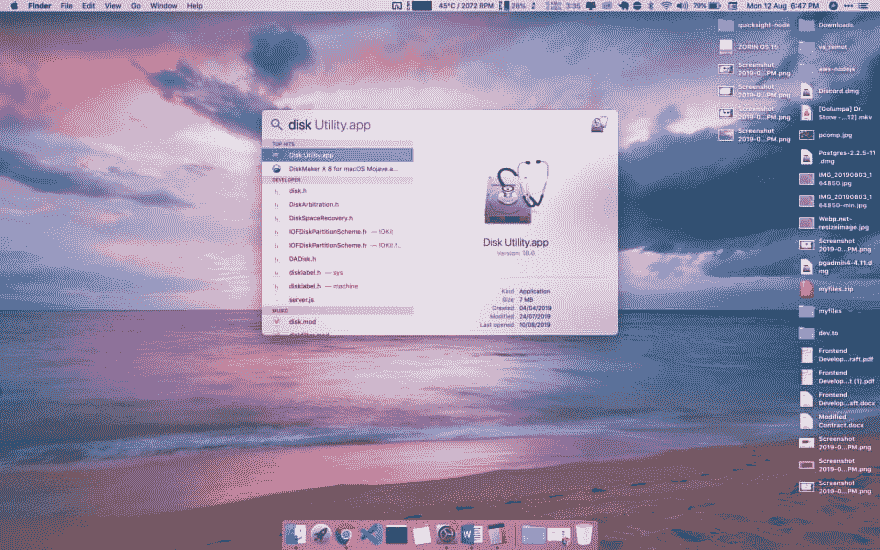 Finder File Edit View Go Window Help
45°C / 2072 RPM
28%
3:35
79%
Mon 12 Aug 6:47 PM
disk Utility.app
TOP HITS
Disk Utility.app
DiskMaker X 8 for macOS Mojave.a...
DEVELOPER
disk.h
DiskArbitration.h
DiskSpaceRecovery.h
IOFDiskPartitionScheme.h — IOKit
IOFDiskPartitionScheme.h — IOKit.f...
DADisk.h
disklabel.h — sys
disklabel.h — machine
server.js
MUSIC
disk.mod
Disk Utility.app
version: 18.0
Kind Application
Size 7 MB
Created 04/04/2019
Modified 24/07/2019
Last opened 10/08/2019
quicksight-node
ZORIN OS 15
Screenshot
2019-0...PM.png
Screenshot
2019-0...PM.png
Screenshot
2019-0...PM.png
Screenshot
2019-0...PM.png
Downloads
aws-nodejs
Discord.dmg
[Golumpa] Dr.
Stone -...12].mkv
pcomp.jpg
Postgres-2.2.5-11
.dmg
IMG_20190803_1
64850.jpg
IMG_20190803_1
64850-min.jpg
Webp.net-
resizeimage.jpg
Screenshot
2019-0...PM.png
pgadmin4-4.11.d
mg
myfiles.zip
myfiles
dev.to
Frontend
Develop...raft.pdf
Frontend
Develop...t (1).pdf
Frontend
Develop...aft.docx
Modified
Contract.docx
Screenshot
2019-0...PM.png
Screenshot
2019-0...PM.png
Screenshot
2019-0...PM.png